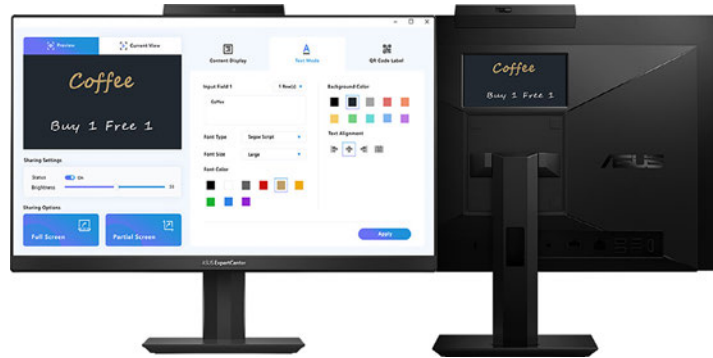 Preview
Current View
Coffee
Buy 1 Free 1
Sharing Settings
Status On
Brightness
Sharing Options
Full Screen
Partial Screen
Content Display
Text Mode
QR Code Label
Input Field 1
1 Row(s)
Coffee
Font Type Segoe Script
Font Size Large
Font Color
Background Color
Text Alignment
Apply
ASUS ExpertCenter
Coffee
Buy 1 Free 1
ASUS